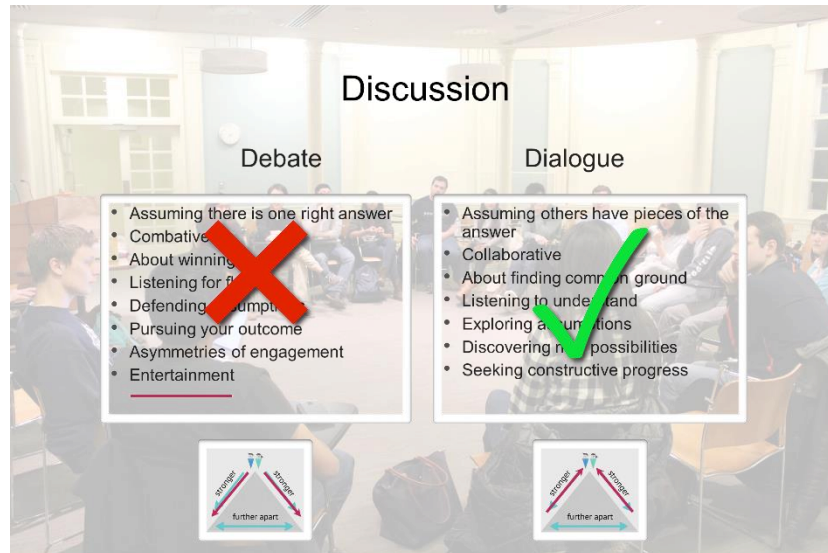 Discussion
Debate
• Assuming there is one right answer
• Combative
• About winning
• Listening for
• Defending
• Pursuing your outcome
• Asymmetries of engagement
• Entertainment
Dialogue
• Assuming others have pieces of the
answer
• Collaborative
• About finding common ground
• Listening to understand
• Exploring assumptions
• Discovering possibilities
• Seeking constructive progress
stronger
stronger
further apart
stronger
stronger
further apart